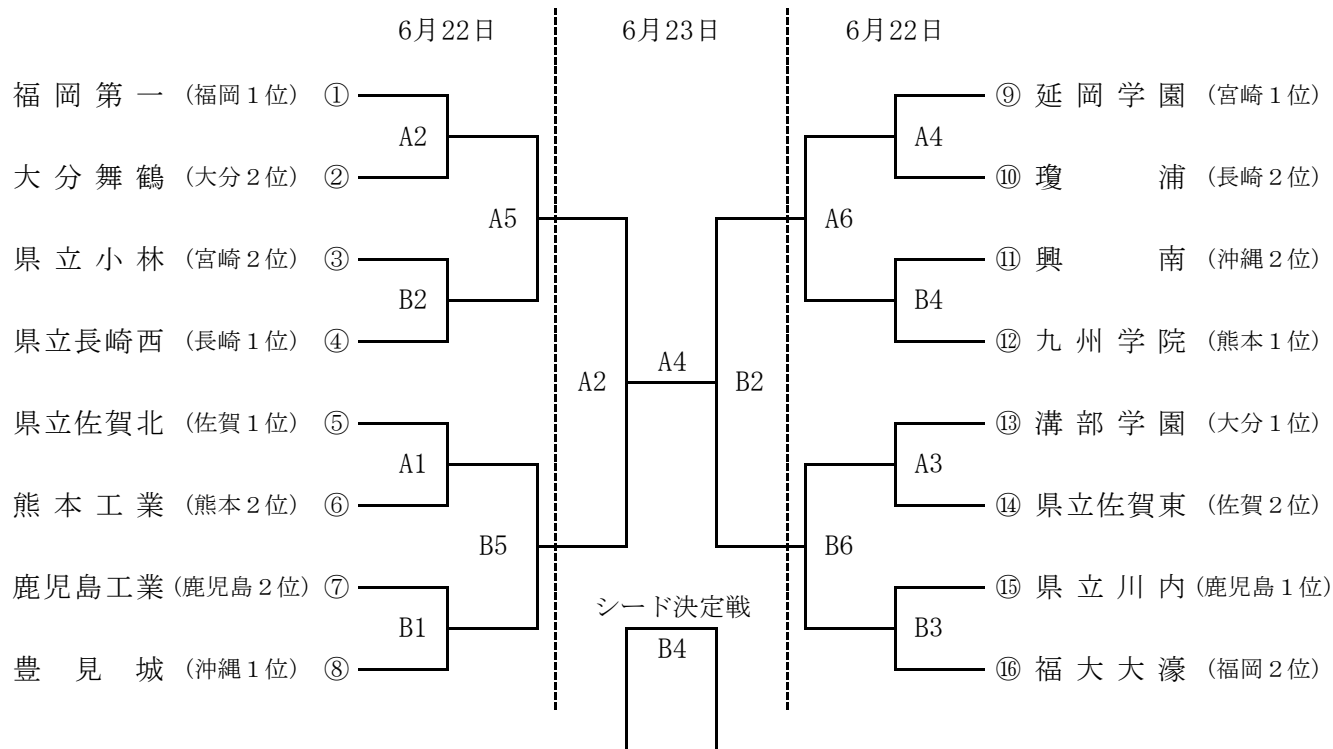 6月22日 6月23日 6月22日
福岡第一 (福岡1位) ① ⑨ 延岡学園 (宮崎1位)
A2 A4
大分舞鶴 (大分2位) ② ⑩ 瓊浦 (長崎2位)
A5 A6
県立小林 (宮崎2位) ③ ⑪ 興南 (沖縄2位)
B2 B4
県立長崎西 (長崎1位) ④ ⑫ 九州学院 (熊本1位)
A4
A2 B2
県立佐賀北 (佐賀1位) ⑤ ⑬ 溝部学園 (大分1位)
A1 A3
熊本工業 (熊本2位) ⑥ ⑭ 県立佐賀東 (佐賀2位)
B5 B6
鹿児島工業 (鹿児島2位) ⑦ ⑮ 県立川内 (鹿児島1位)
シード決定戦
B1 B3
B4
豊見城 (沖縄1位) ⑧ ⑯ 福大大濠 (福岡2位)